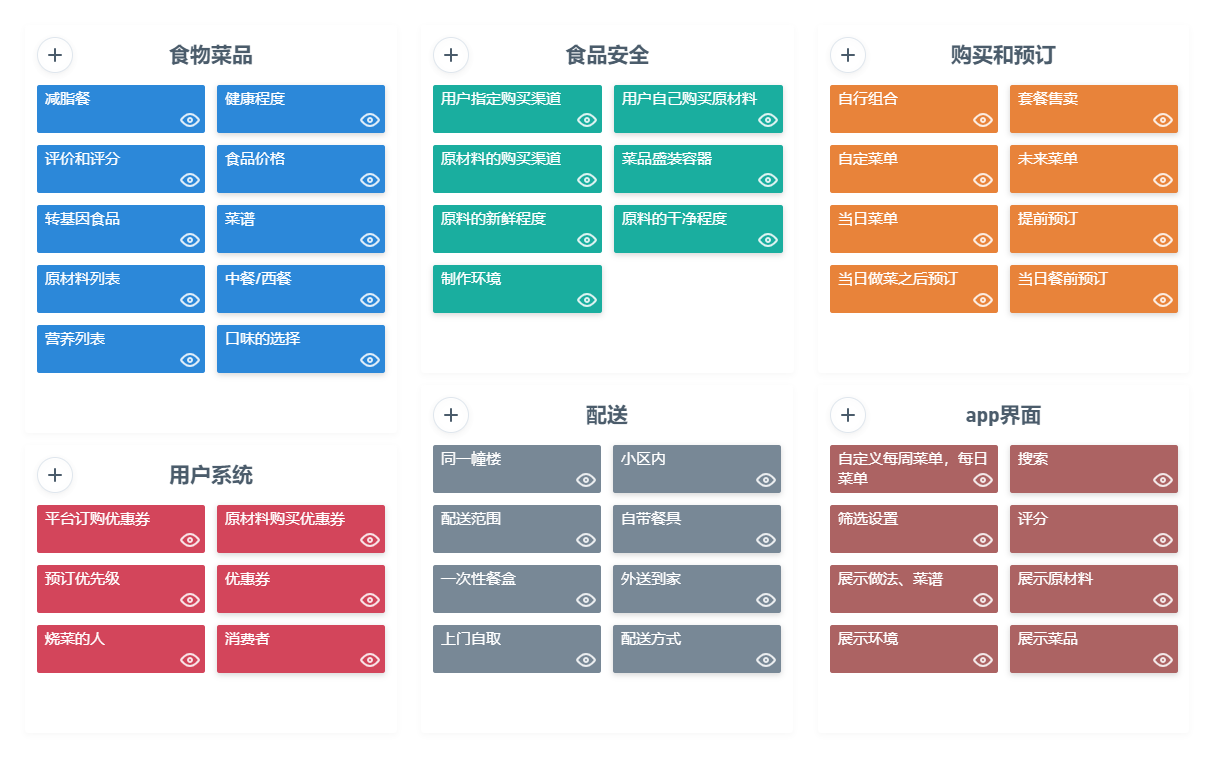 食物菜品
减脂餐
健康程度
评价和评分
食品价格
转基因食品
菜谱
原材料列表
中餐/西餐
营养列表
口味的选择
用户系统
平台订购优惠券
原材料购买优惠券
预订优先级
优惠券
烧菜的人
消费者
食品安全
用户指定购买渠道
用户自己购买原材料
原材料的购买渠道
菜品盛装容器
原料的新鲜程度
原料的干净程度
制作环境
配送
同一幢楼
小区内
配送范围
自带餐具
一次性餐盒
外送到家
上门自取
配送方式
购买和预订
自行组合
套餐售卖
自定菜单
未来菜单
当日菜单
提前预订
当日做菜之后预订
当日餐前预订
app界面
自定义每周菜单，每日
菜单
搜索
筛选设置
评分
展示做法、菜谱
展示原材料
展示环境
展示菜品